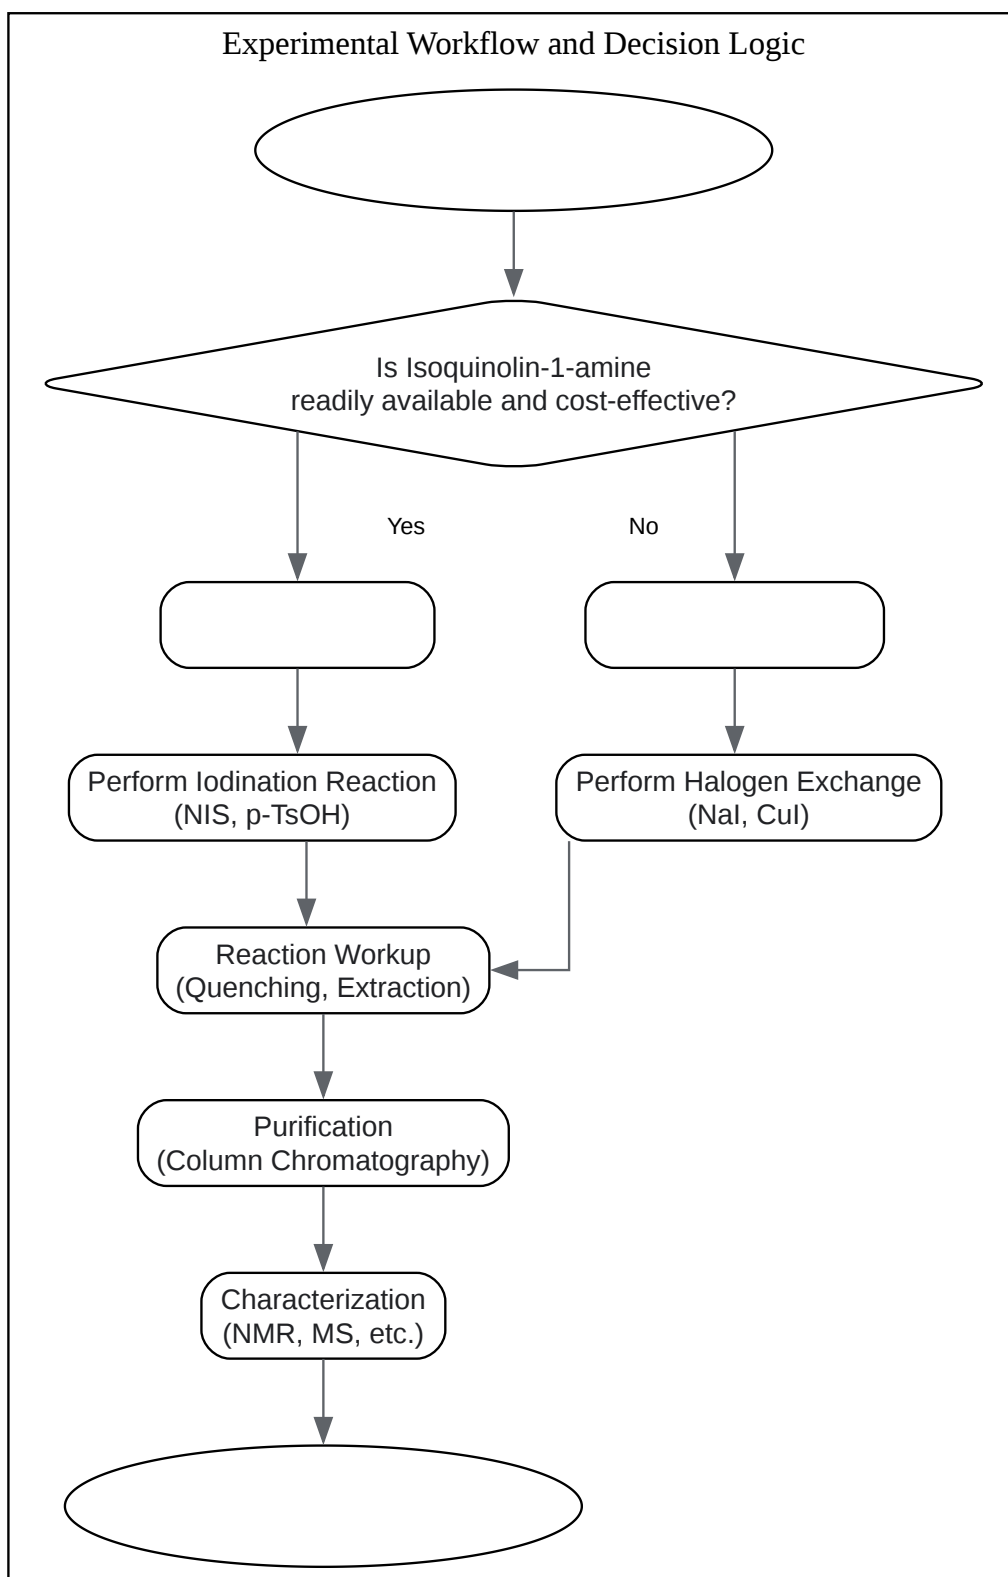 Experimental Workflow and Decision Logic
Is Isoquinolin-1-amine
readily available and cost-effective?
Yes
No
Perform Iodination Reaction
(NIS, p-TsOH)
Perform Halogen Exchange
(NaI, CuI)
Reaction Workup
(Quenching, Extraction)
Purification
(Column Chromatography)
Characterization
(NMR, MS, etc.)